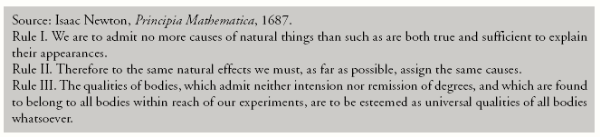 Source: Isaac Newton, Principia Mathematica, 1687.
Rule I. We are to admit no more causes of natural things than such as are both true and sufficient to explain
their appearances.
Rule II. Therefore to the same natural effects we must, as far as possible, assign the same causes.
Rule III. The qualities of bodies, which admit neither intension nor remission of degrees, and which are found
to belong to all bodies within reach of our experiments, are to be esteemed as universal qualities of all bodies
whatsoever.